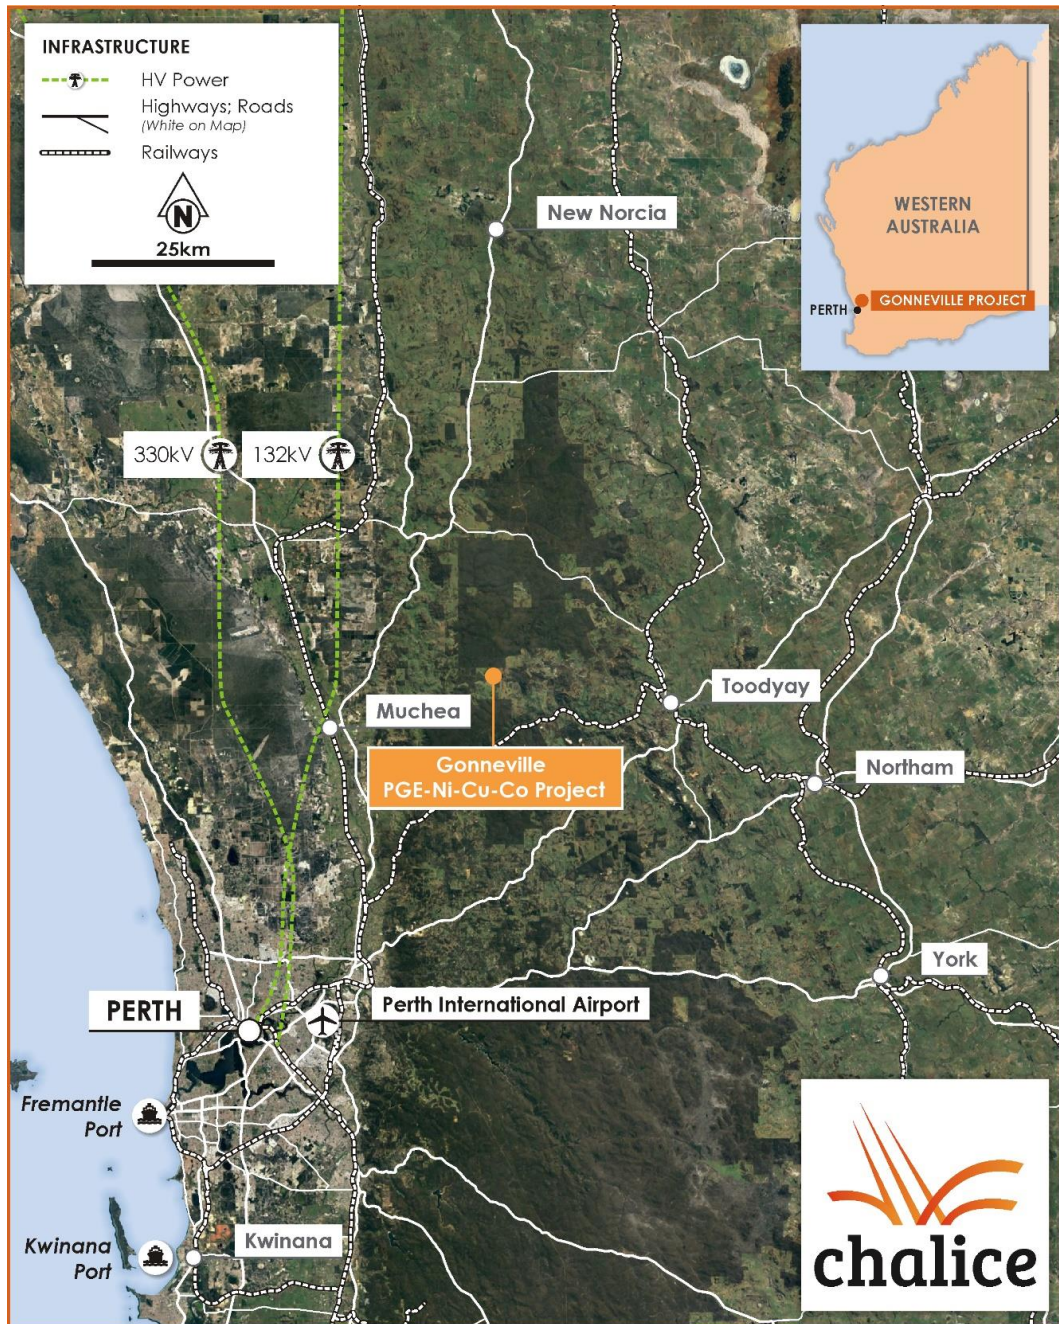 INFRASTRUCTURE
HV Power
Highways; Roads
(White on Map)
Railways
N
25km
WESTERN
AUSTRALIA
PERTH
GONNEVILLE PROJECT
New Norcia
330kV
132kV
Toodyay
Muchea
Gonneville
PGE-Ni-Cu-Co Project
Northam
York
PERTH
Perth International Airport
Fremantle
Port
Kwinana
Kwinana
Port
chalice